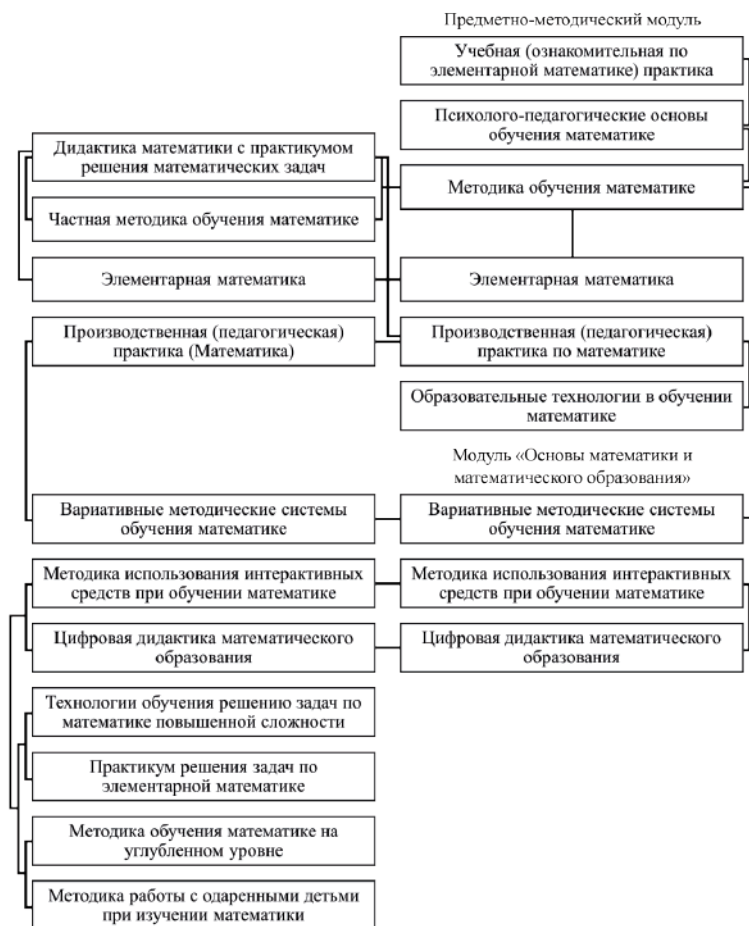 Предметно-методический модуль
Учебная (ознакомительная по
элементарной математике) практика
Психолого-педагогические основы
обучения математике
Дидактика математики с практикумом
решения математических задач
Методика обучения математике
Частная методика обучения математике
Элементарная математика
Элементарная математика
Производственная (педагогическая)
практика (Математика)
Производственная (педагогическая)
практика по математике
Образовательные технологии в обучении
математике
Модуль «Основы математики и
математического образования»
Вариативные методические системы
обучения математике
Вариативные методические системы
обучения математике
Методика использования интерактивных
средств при обучении математике
Методика использования интерактивных
средств при обучении математике
Цифровая дидактика математического
образования
Цифровая дидактика математического
образования
Технологии обучения решению задач по
математике повышенной сложности
Практикум решения задач по
элементарной математике
Методика обучения математике на
углубленном уровне
Методика работы с одаренными детьми
при изучении математики